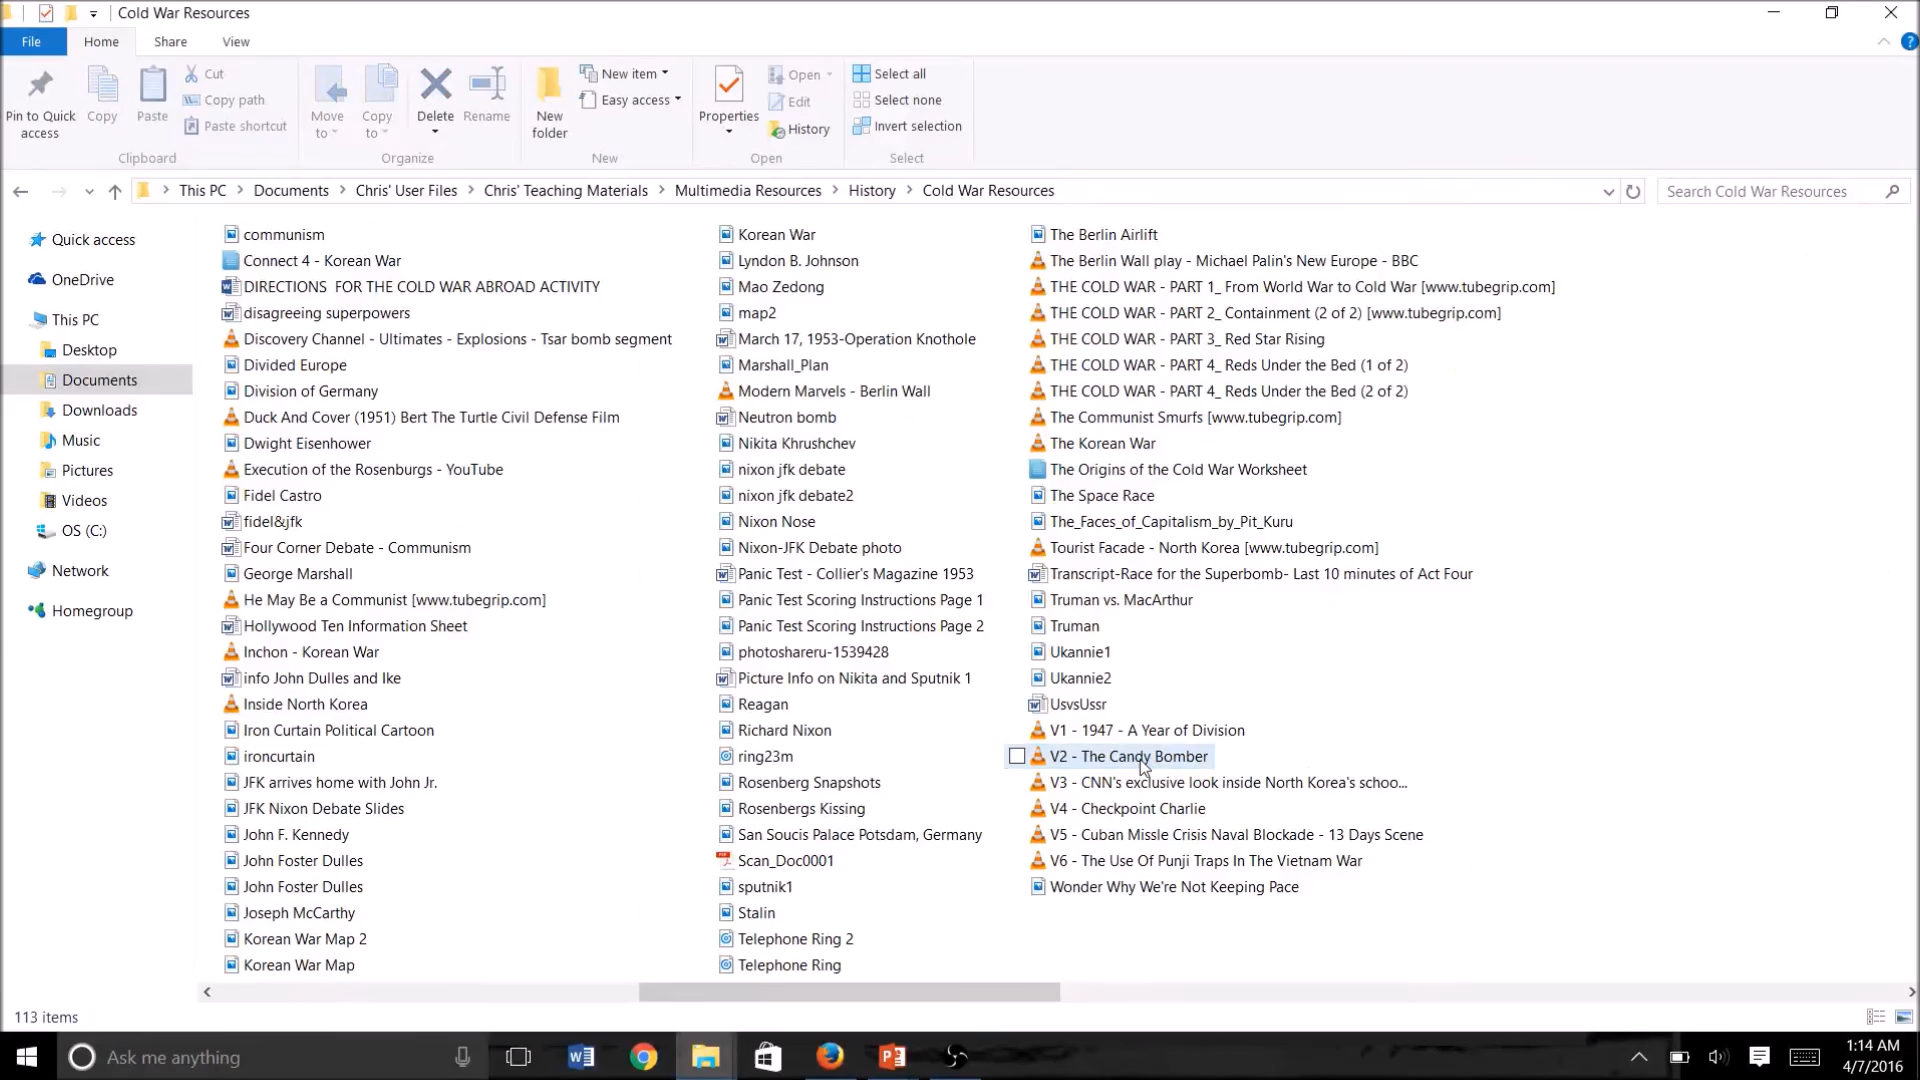 Cold War Resources
File Home Share View
Pin to Quick access
Copy
Paste
Cut
Copy path
Paste shortcut
Clipboard
Move to
Copy to
Delete
Rename
Organize
New folder
New item
Easy access
New
Properties
Open
Edit
History
Open
Select all
Select none
Invert selection
Select
This PC > Documents > Chris' User Files > Chris' Teaching Materials > Multimedia Resources > History > Cold War Resources
Search Cold War Resources
Quick access
OneDrive
This PC
Desktop
Documents
Downloads
Music
Pictures
Videos
OS (C:)
Network
Homegroup
communism
Connect 4 - Korean War
DIRECTIONS FOR THE COLD WAR ABROAD ACTIVITY
disagreeing superpowers
Discovery Channel - Ultimates - Explosions - Tsar bomb segment
Divided Europe
Division of Germany
Duck And Cover (1951) Bert The Turtle Civil Defense Film
Dwight Eisenhower
Execution of the Rosenburgs - YouTube
Fidel Castro
fidel&jfk
Four Corner Debate - Communism
George Marshall
He May Be a Communist [www.tubegrip.com]
Hollywood Ten Information Sheet
Inchon - Korean War
info John Dulles and Ike
Inside North Korea
Iron Curtain Political Cartoon
ironcurtain
JFK arrives home with John Jr.
JFK Nixon Debate Slides
John F. Kennedy
John Foster Dulles
John Foster Dulles
Joseph McCarthy
Korean War Map 2
Korean War Map
Korean War
Lyndon B. Johnson
Mao Zedong
map2
March 17, 1953-Operation Knothole
Marshall_Plan
Modern Marvels - Berlin Wall
Neutron bomb
Nikita Khrushchev
nixon jfk debate
nixon jfk debate2
Nixon Nose
Nixon-JFK Debate photo
Panic Test - Collier's Magazine 1953
Panic Test Scoring Instructions Page 1
Panic Test Scoring Instructions Page 2
photoshareru-1539428
Picture Info on Nikita and Sputnik 1
Reagan
Richard Nixon
ring23m
Rosenberg Snapshots
Rosenbergs Kissing
San Soucis Palace Potsdam, Germany
Scan_Doc0001
sputnik1
Stalin
Telephone Ring 2
Telephone Ring
The Berlin Airlift
The Berlin Wall play - Michael Palin's New Europe - BBC
THE COLD WAR - PART 1_ From World War to Cold War [www.tubegrip.com]
THE COLD WAR - PART 2_ Containment (2 of 2) [www.tubegrip.com]
THE COLD WAR - PART 3_ Red Star Rising
THE COLD WAR - PART 4_ Reds Under the Bed (1 of 2)
THE COLD WAR - PART 4_ Reds Under the Bed (2 of 2)
The Communist Smurfs [www.tubegrip.com]
The Korean War
The Origins of the Cold War Worksheet
The Space Race
The_Faces_of_Capitalism_by_Pit_Kuru
Tourist Facade - North Korea [www.tubegrip.com]
Transcript-Race for the Superbomb- Last 10 minutes of Act Four
Truman vs. MacArthur
Truman
Ukannie1
Ukannie2
UsvsUssr
V1 - 1947 - A Year of Division
V2 - The Candy Bomber
V3 - CNN's exclusive look inside North Korea's schoo...
V4 - Checkpoint Charlie
V5 - Cuban Missle Crisis Naval Blockade - 13 Days Scene
V6 - The Use Of Punji Traps In The Vietnam War
Wonder Why We're Not Keeping Pace
113 items
Ask me anything
1:14 AM
4/7/2016